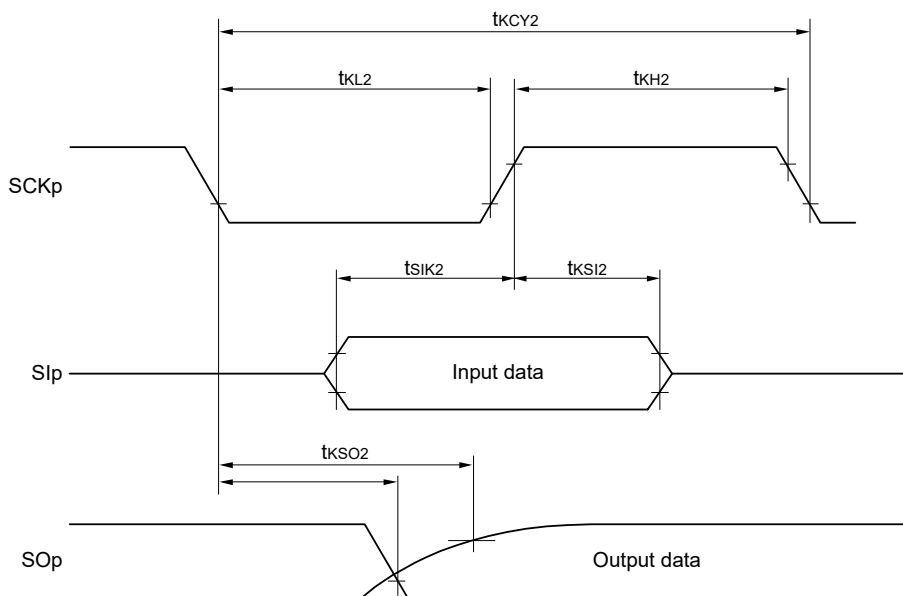 tKCY2
tKL2
tKH2
SCKp
tSIK2
tKSI2
SIp
Input data
tKSO2
SOp
Output data